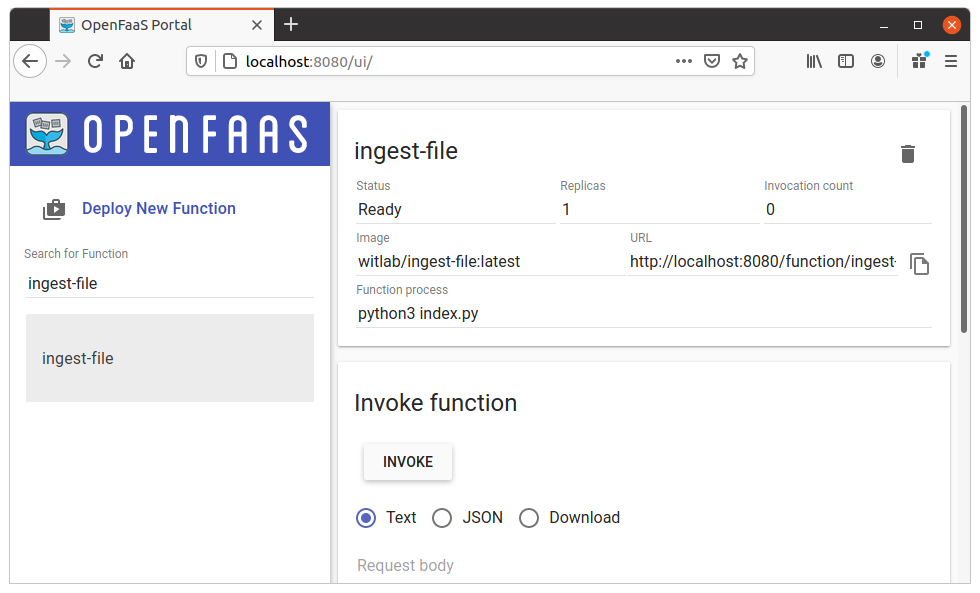 OpenFaaS Portal
localhost:8080/ui/
OPENFAAS
Deploy New Function
Search for Function
ingest-file
ingest-file
ingest-file
Status
Replicas
Invocation count
Ready
1
0
Image
URL
witlab/ingest-file:latest
http://localhost:8080/function/ingest-
Function process
python3 index.py
Invoke function
INVOKE
Text
JSON
Download
Request body